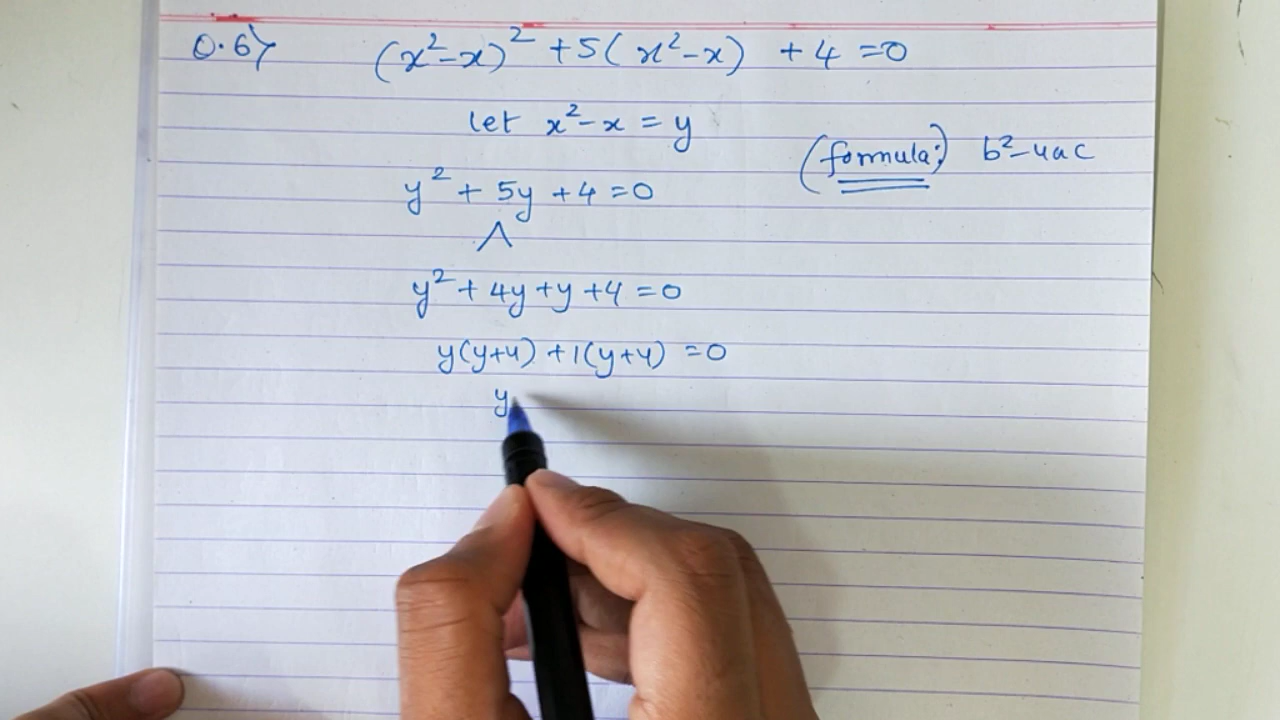 Q.6> (x²-x)² +5(x²-x) +4 =0
let x²-x = y
(formula:) b²-4ac
y² + 5y +4 =0
y² + 4y +y +4 =0
y(y+4) +1(y+4) =0
y